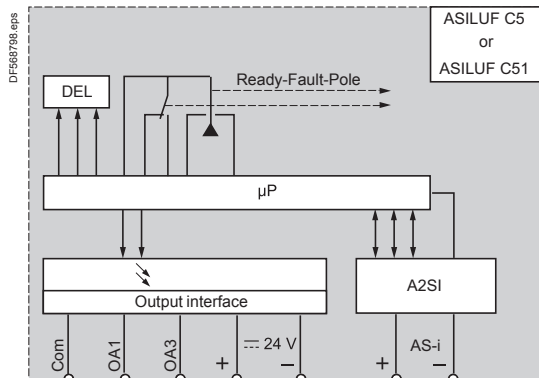 DF568798.eps
ASILUF C5
or
ASILUF C51
Ready-Fault-Pole
DEL
µP
A2SI
Output interface
Com
OA1
OA3
+
24 V
–
+
AS-i
–